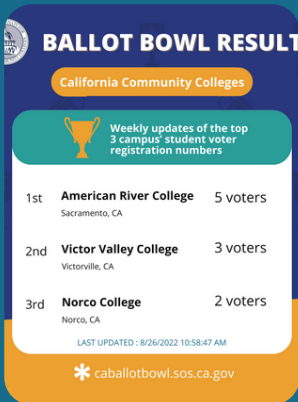 BALLOT BOWL RESULT
California Community Colleges
Weekly updates of the top
3 campus' student voter
registration numbers
1st American River College 5 voters
Sacramento, CA
2nd Victor Valley College 3 voters
Victorville, CA
3rd Norco College 2 voters
Norco, CA
LAST UPDATED : 8/26/2022 10:58:47 AM
caballotbowl.sos.ca.gov